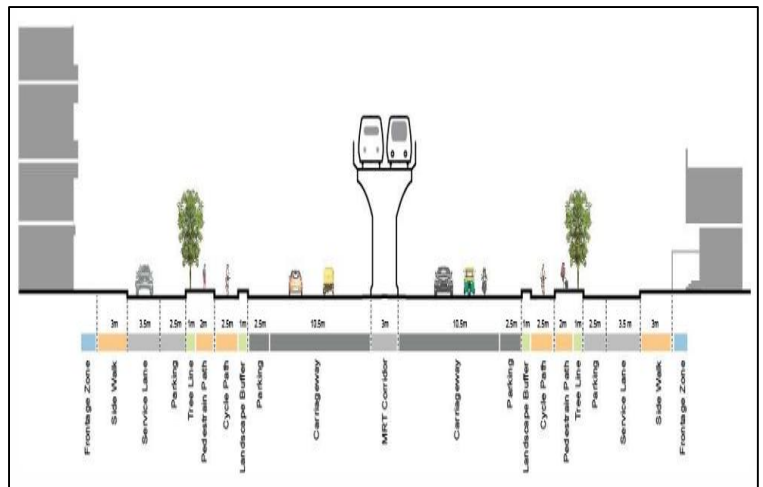 3m 3.5m 2.5m 1m 2m 2.5m 1m 2.5m 10.5m 3m 10.5m 2.5m 1m 2.5m 2m 1m 2.5m 3.5 m 3m
Frontage Zone
Side Walk
Service Lane
Parking
Tree Line
Pedestrain Path
Cycle Path
Landscape Buffer
Parking
Carriageway
MRT Corridor
Carriageway
Parking
Landscape Buffer
Cycle Path
Pedestrain Path
Tree Line
Parking
Service Lane
Side Walk
Frontage Zone